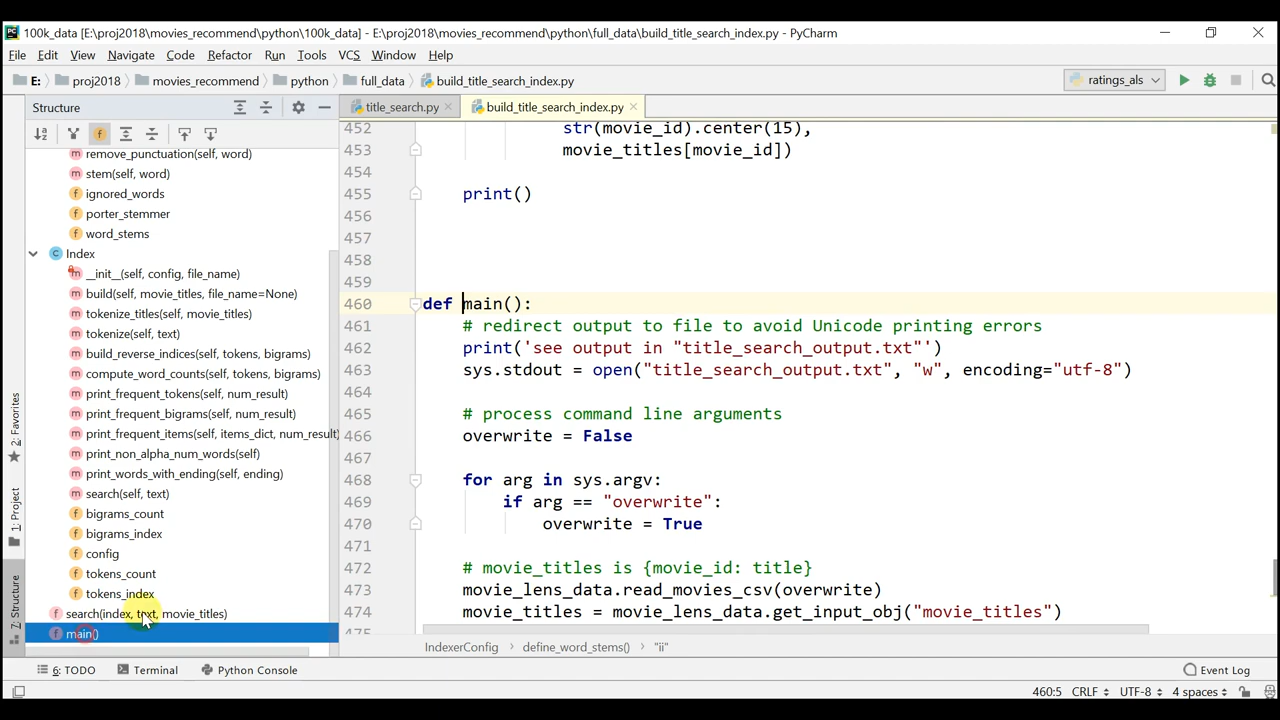 100k_data [E:\proj2018\movies_recommend\python\100k_data] - E:\proj2018\movies_recommend\python\full_data\build_title_search_index.py - PyCharm
File Edit View Navigate Code Refactor Run Tools VCS Window Help
E: proj2018 movies_recommend python full_data build_title_search_index.py ratings_als
Structure
title_search.py
build_title_search_index.py
remove_punctuation(self, word)
stem(self, word)
ignored_words
porter_stemmer
word_stems
Index
__init__(self, config, file_name)
build(self, movie_titles, file_name=None)
tokenize_titles(self, movie_titles)
tokenize(self, text)
build_reverse_indices(self, tokens, bigrams)
compute_word_counts(self, tokens, bigrams)
print_frequent_tokens(self, num_result)
print_frequent_bigrams(self, num_result)
print_frequent_items(self, items_dict, num_result)
print_non_alpha_num_words(self)
print_words_with_ending(self, ending)
search(self, text)
bigrams_count
bigrams_index
config
tokens_count
tokens_index
search(index, text, movie_titles)
main()
452 str(movie_id).center(15),
453 movie_titles[movie_id])
454
455 print()
456
457
458
459
460 def main():
461 # redirect output to file to avoid Unicode printing errors
462 print('see output in "title_search_output.txt"')
463 sys.stdout = open("title_search_output.txt", "w", encoding="utf-8")
464
465 # process command line arguments
466 overwrite = False
467
468 for arg in sys.argv:
469 if arg == "overwrite":
470 overwrite = True
471
472 # movie_titles is {movie_id: title}
473 movie_lens_data.read_movies_csv(overwrite)
474 movie_titles = movie_lens_data.get_input_obj("movie_titles")
475
IndexerConfig › define_word_stems() › "ii"
2: Favorites
1: Project
7: Structure
6: TODO Terminal Python Console Event Log
460:5 CRLF UTF-8 4 spaces